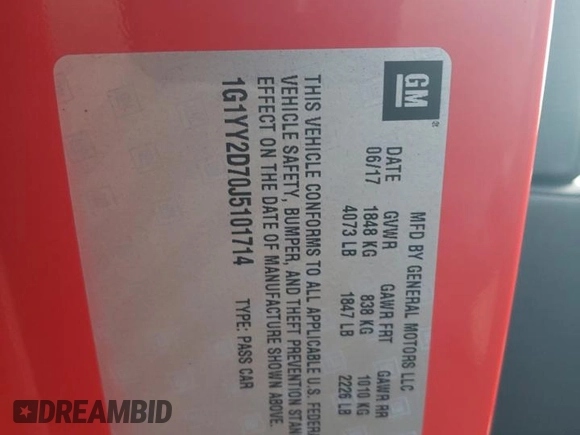 GM
MFD BY GENERAL MOTORS LLC
DATE GVWR GAWR FRT GAWR RR
06/17 1848 KG 838 KG 1010 KG
4073 LB 1847 LB 2226 LB
THIS VEHICLE CONFORMS TO ALL APPLICABLE U.S. FEDER
VEHICLE SAFETY, BUMPER, AND THEFT PREVENTION STAN
EFFECT ON THE DATE OF MANUFACTURE SHOWN ABOVE.
1G1YY2D70J5101714 TYPE: PASS CAR
DREAMBID